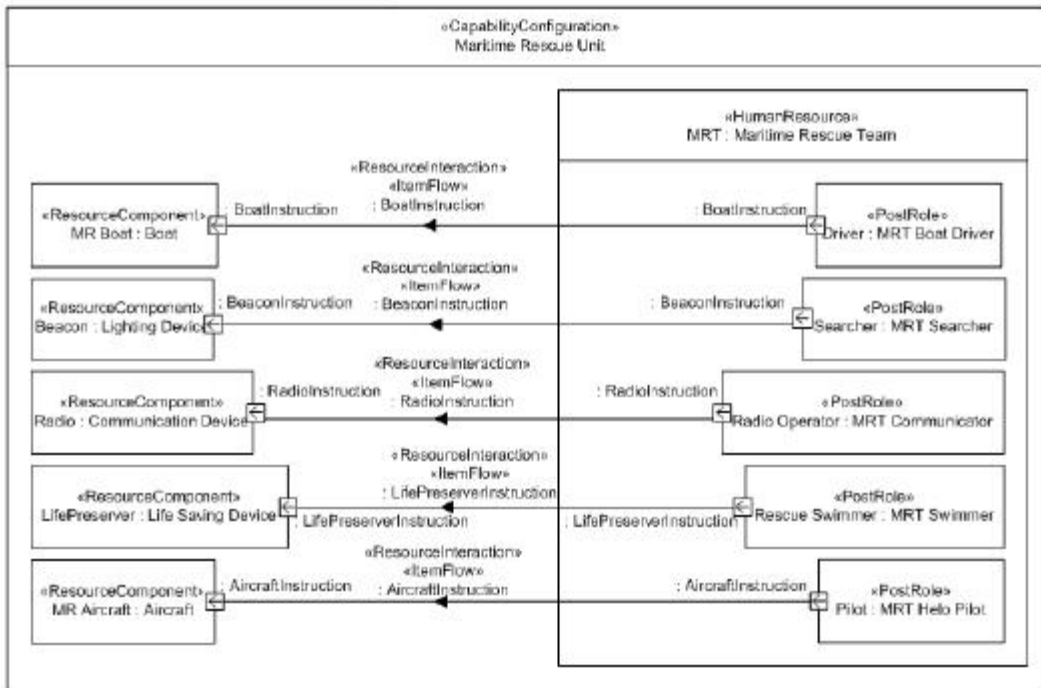 «CapabilityConfiguration»
Maritime Rescue Unit
«HumanResource»
MRT : Maritime Rescue Team
«ResourceComponent»
MR Boat : Boat
: BoatInstruction
«ResourceInteraction»
«ItemFlow»
: BoatInstruction
: BoatInstruction
«PostRole»
Driver : MRT Boat Driver
«ResourceComponent»
Beacon : Lighting Device
: BeaconInstruction
«ResourceInteraction»
«ItemFlow»
: BeaconInstruction
: BeaconInstruction
«PostRole»
Searcher : MRT Searcher
«ResourceComponent»
Radio : Communication Device
: RadioInstruction
«ResourceInteraction»
«ItemFlow»
: RadioInstruction
: RadioInstruction
«PostRole»
Radio Operator : MRT Communicator
«ResourceComponent»
LifePreserver : Life Saving Device
: LifePreserverInstruction
«ResourceInteraction»
«ItemFlow»
: LifePreserverInstruction
: LifePreserverInstruction
«PostRole»
Rescue Swimmer : MRT Swimmer
«ResourceComponent»
MR Aircraft : Aircraft
: AircraftInstruction
«ResourceInteraction»
«ItemFlow»
: AircraftInstruction
: AircraftInstruction
«PostRole»
Pilot : MRT Helo Pilot